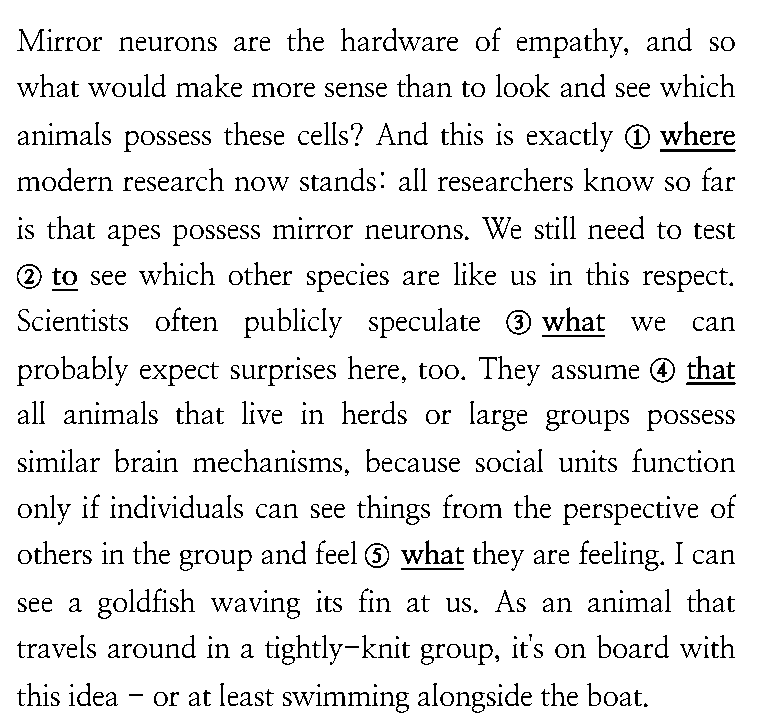 Mirror neurons are the hardware of empathy, and so
what would make more sense than to look and see which
animals possess these cells? And this is exactly ① where
modern research now stands: all researchers know so far
is that apes possess mirror neurons. We still need to test
② to see which other species are like us in this respect.
Scientists often publicly speculate ③ what we can
probably expect surprises here, too. They assume ④ that
all animals that live in herds or large groups possess
similar brain mechanisms, because social units function
only if individuals can see things from the perspective of
others in the group and feel ⑤ what they are feeling. I can
see a goldfish waving its fin at us. As an animal that
travels around in a tightly-knit group, it's on board with
this idea - or at least swimming alongside the boat.